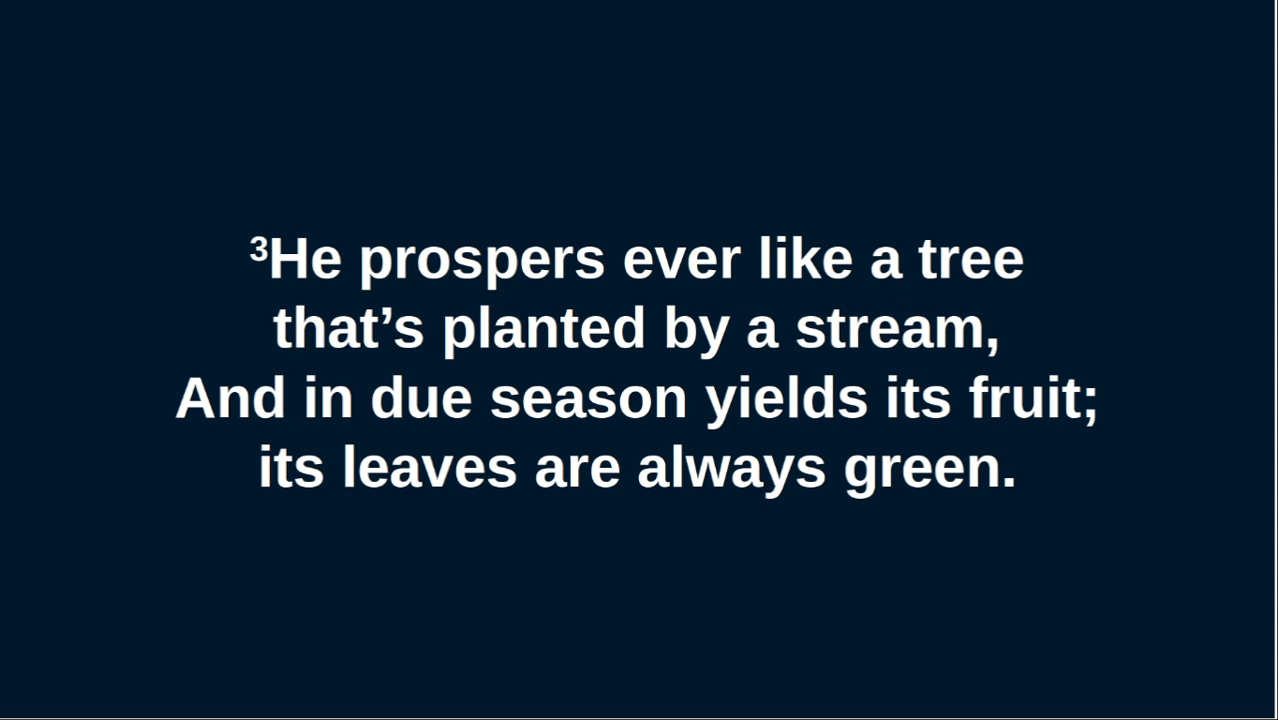 ³He prospers ever like a tree
that’s planted by a stream,
And in due season yields its fruit;
its leaves are always green.